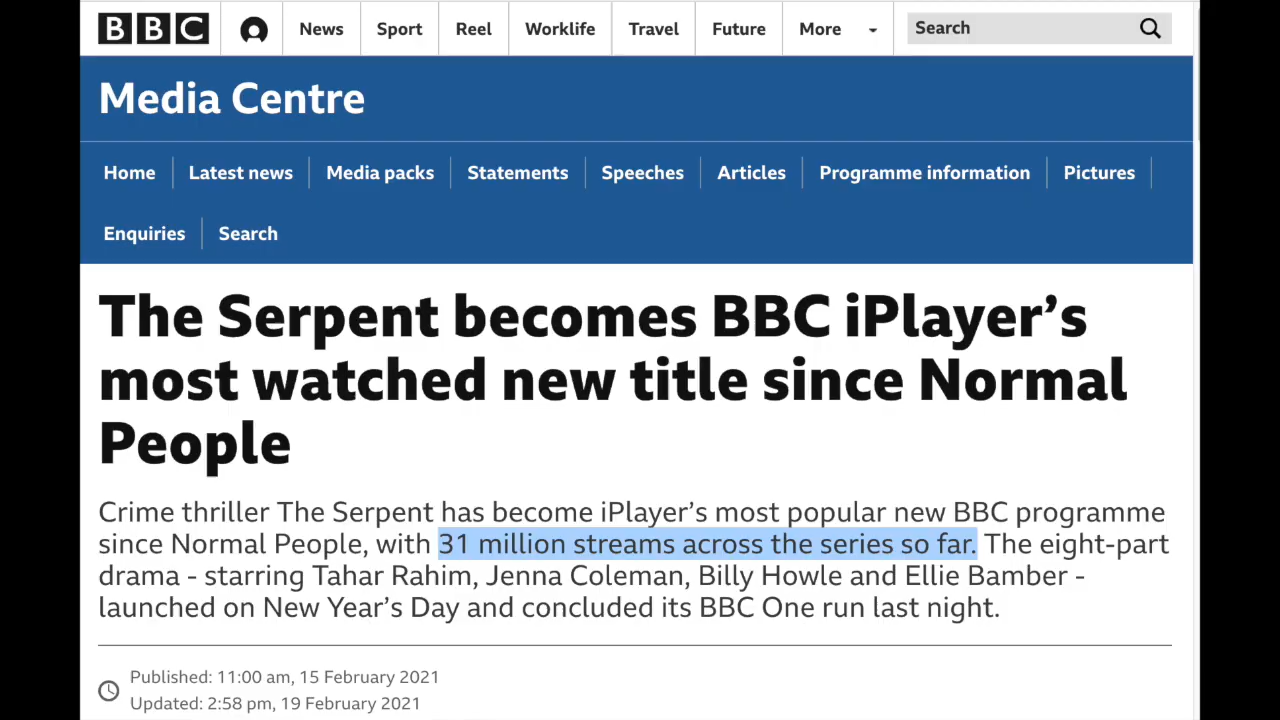 BBC News Sport Reel Worklife Travel Future More Search
Media Centre
Home Latest news Media packs Statements Speeches Articles Programme information Pictures
Enquiries Search
The Serpent becomes BBC iPlayer’s
most watched new title since Normal
People
Crime thriller The Serpent has become iPlayer’s most popular new BBC programme
since Normal People, with 31 million streams across the series so far. The eight-part
drama - starring Tahar Rahim, Jenna Coleman, Billy Howle and Ellie Bamber -
launched on New Year’s Day and concluded its BBC One run last night.
Published: 11:00 am, 15 February 2021
Updated: 2:58 pm, 19 February 2021